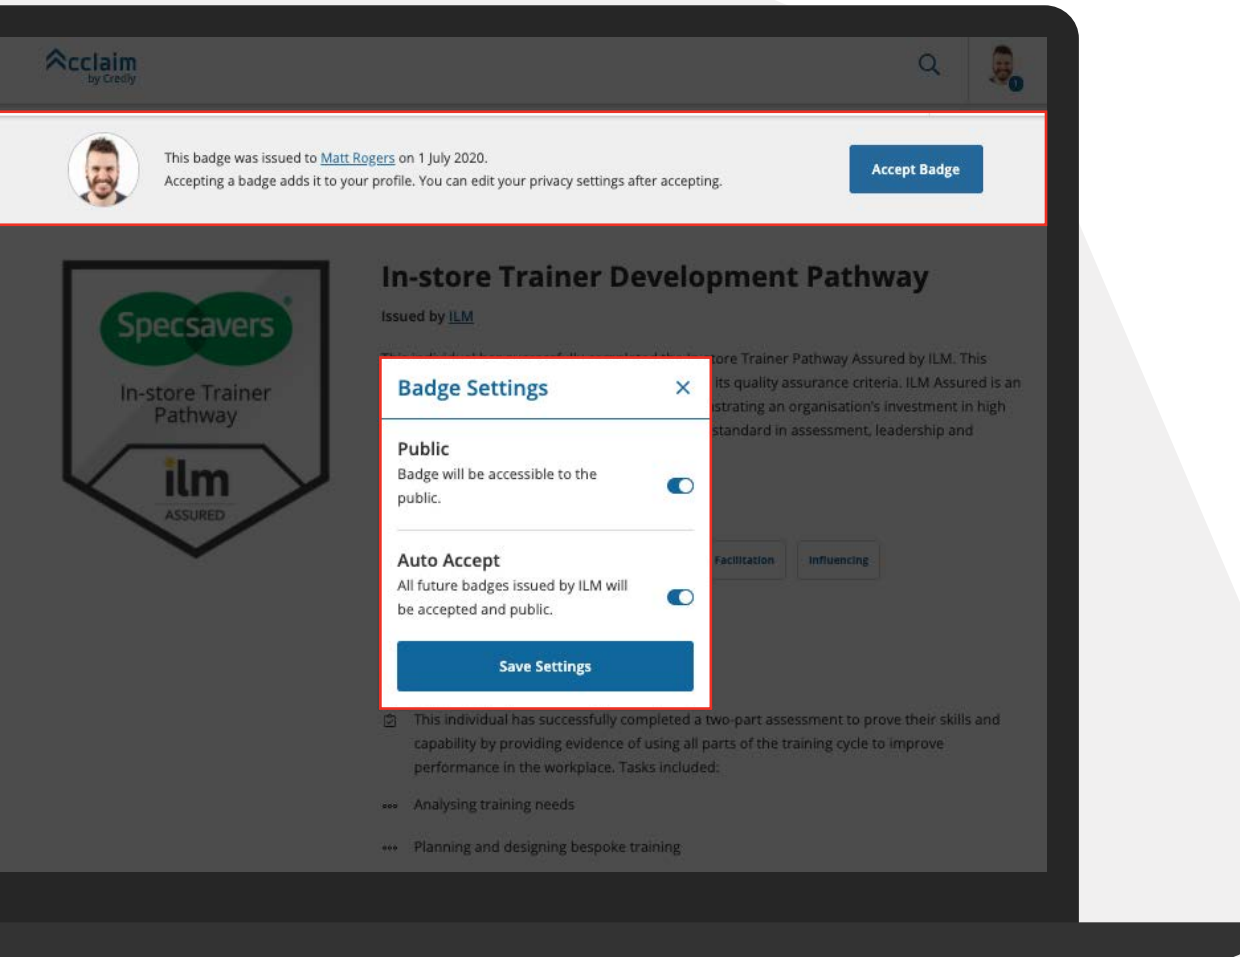 Acclaim
by Credly
1
This badge was issued to Matt Rogers on 1 July 2020.
Accepting a badge adds it to your profile. You can edit your privacy settings after accepting.
Accept Badge
Specsavers
®
In-store Trainer
Pathway
ilm
ASSURED
In-store Trainer Development Pathway
Issued by ILM
tore Trainer Pathway Assured by ILM. This
its quality assurance criteria. ILM Assured is an
strating an organisation's investment in high
standard in assessment, leadership and
Badge Settings
Public
Badge will be accessible to the
public.
Auto Accept
All future badges issued by ILM will
be accepted and public.
Save Settings
Facilitation
Influencing
This individual has successfully completed a two-part assessment to prove their skills and
capability by providing evidence of using all parts of the training cycle to improve
performance in the workplace. Tasks included:
Analysing training needs
Planning and designing bespoke training